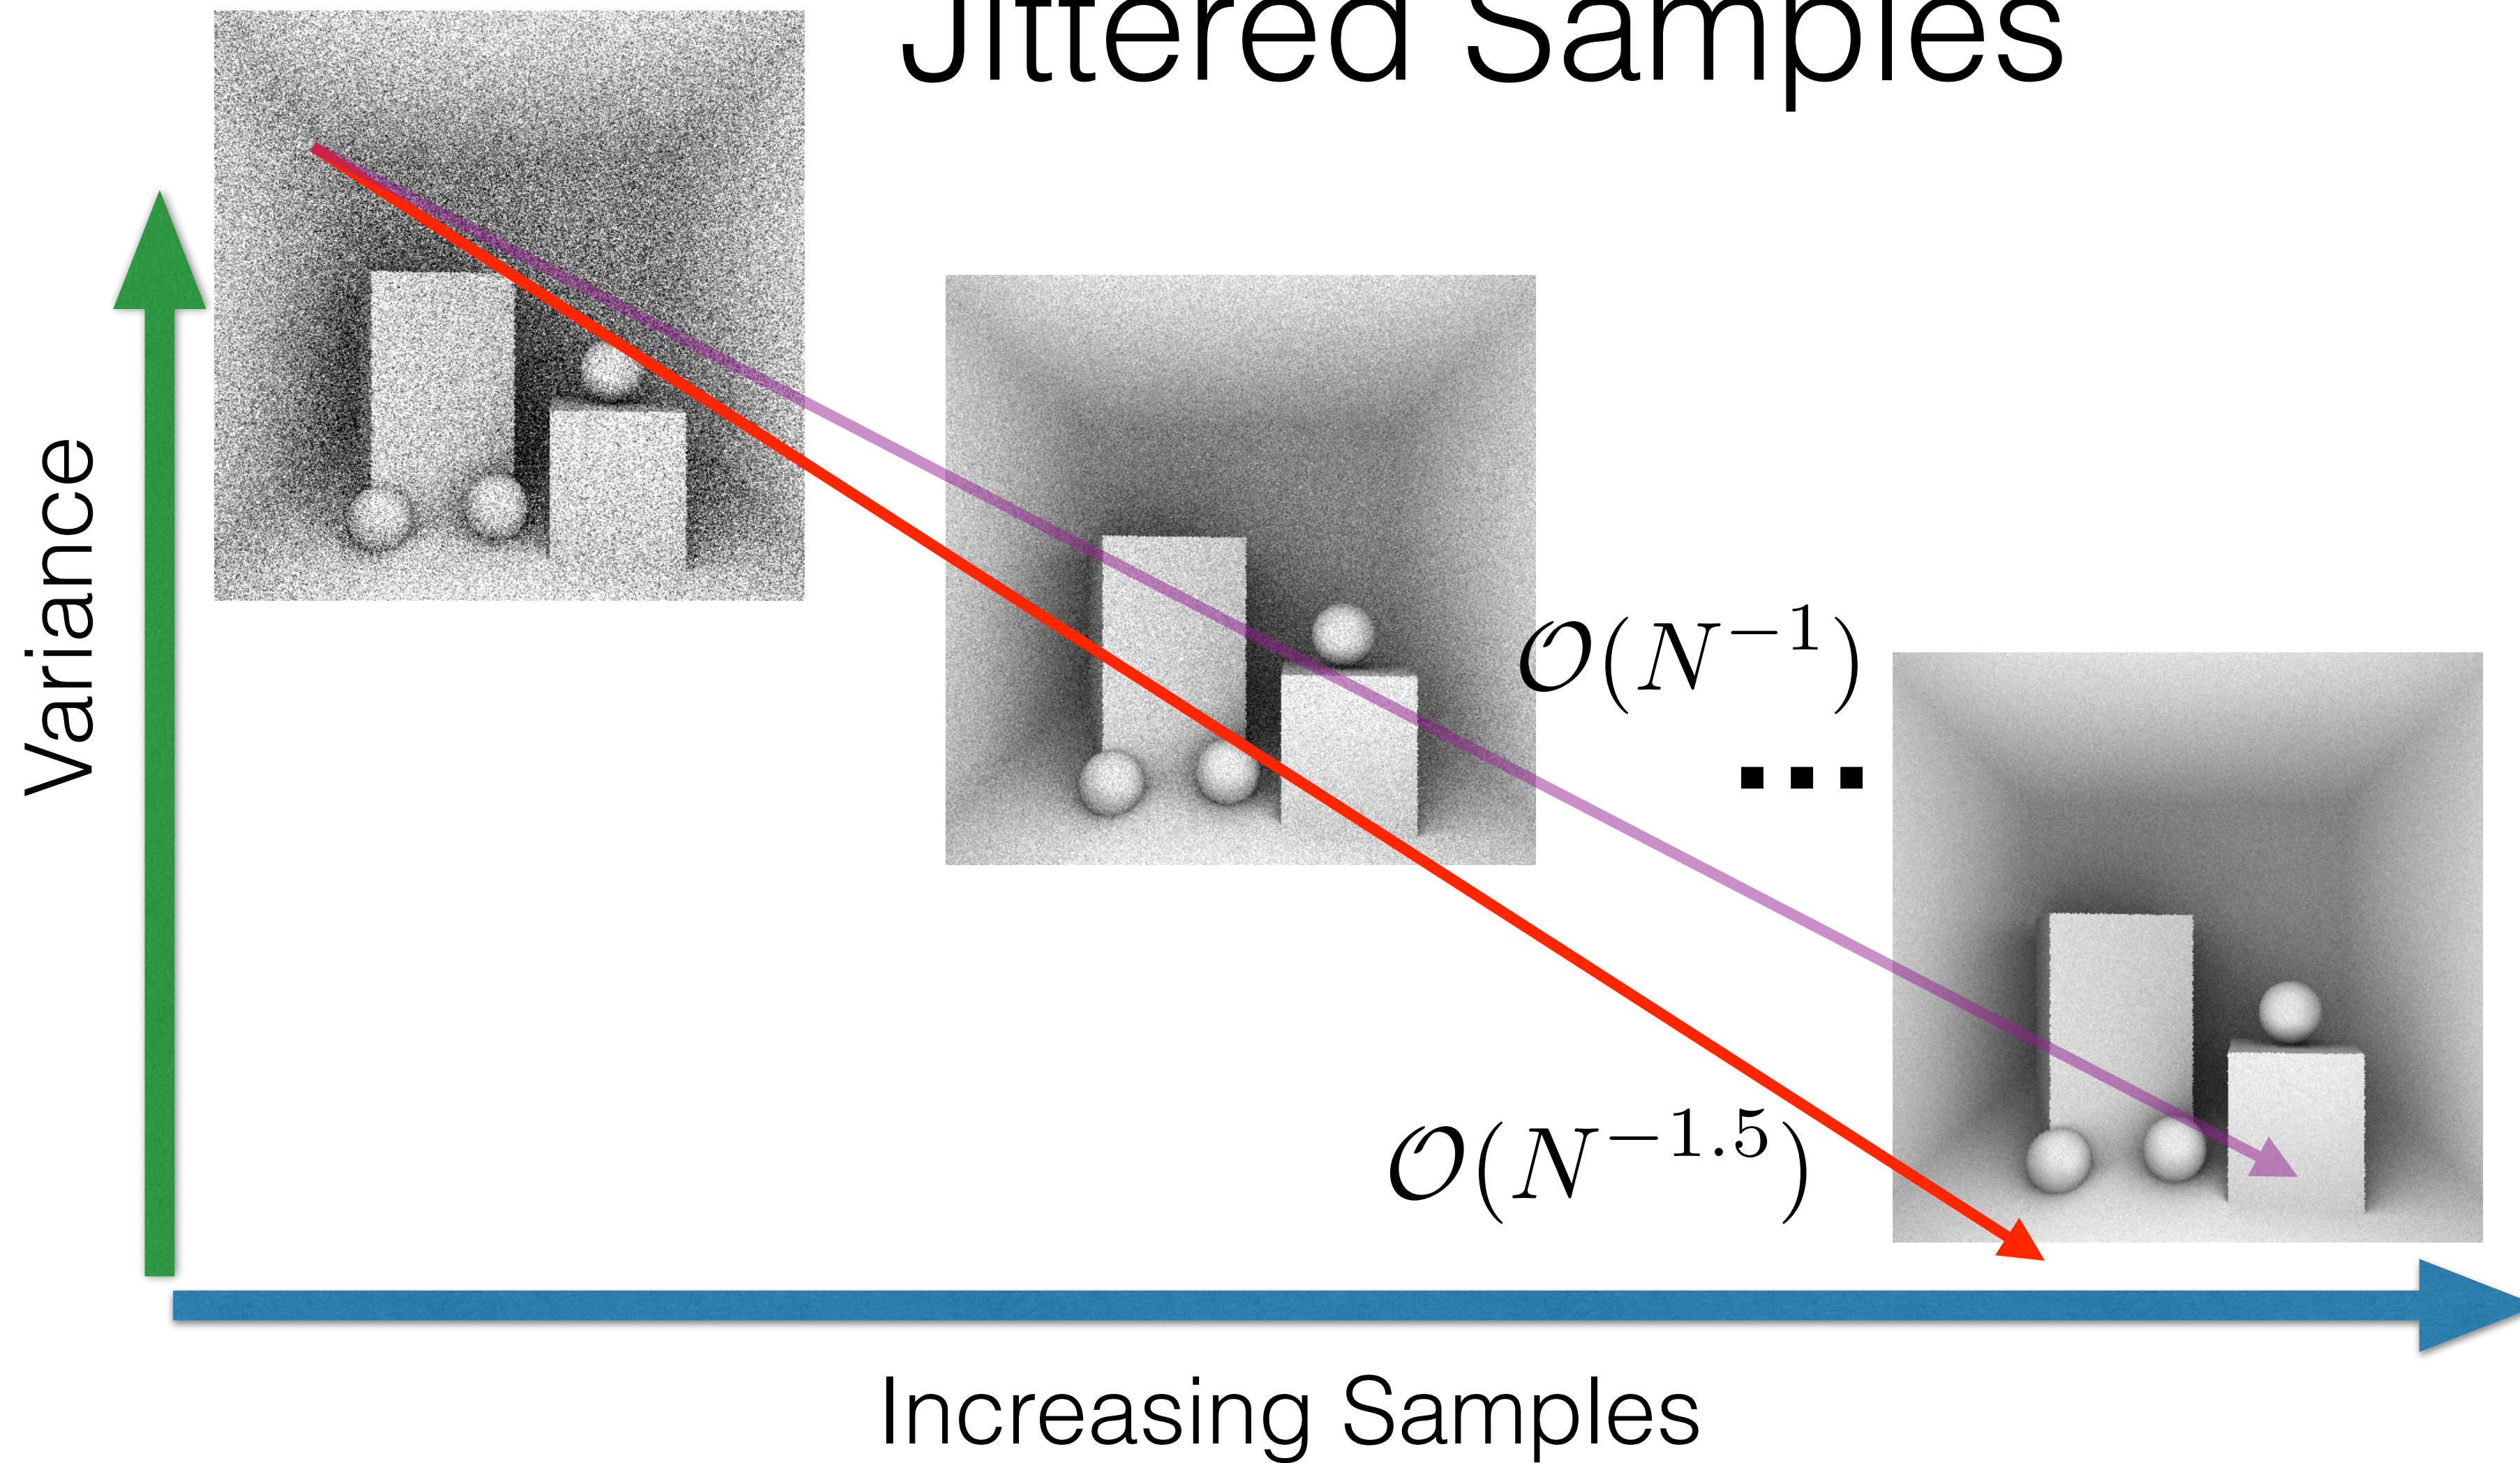 Jittered Samples
Variance
𝒪(N⁻¹)
...
𝒪(N⁻¹·⁵)
Increasing Samples